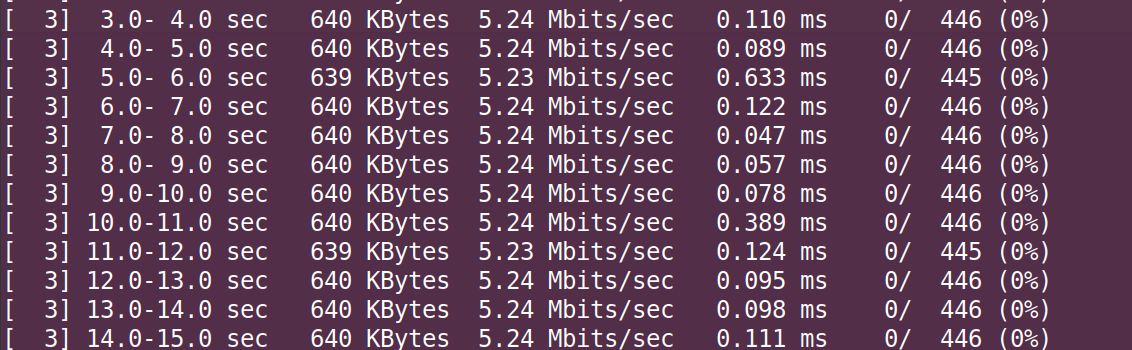 [  3]  3.0- 4.0 sec   640 KBytes  5.24 Mbits/sec   0.110 ms    0/  446 (0%)
[  3]  4.0- 5.0 sec   640 KBytes  5.24 Mbits/sec   0.089 ms    0/  446 (0%)
[  3]  5.0- 6.0 sec   639 KBytes  5.23 Mbits/sec   0.633 ms    0/  445 (0%)
[  3]  6.0- 7.0 sec   640 KBytes  5.24 Mbits/sec   0.122 ms    0/  446 (0%)
[  3]  7.0- 8.0 sec   640 KBytes  5.24 Mbits/sec   0.047 ms    0/  446 (0%)
[  3]  8.0- 9.0 sec   640 KBytes  5.24 Mbits/sec   0.057 ms    0/  446 (0%)
[  3]  9.0-10.0 sec   640 KBytes  5.24 Mbits/sec   0.078 ms    0/  446 (0%)
[  3] 10.0-11.0 sec   640 KBytes  5.24 Mbits/sec   0.389 ms    0/  446 (0%)
[  3] 11.0-12.0 sec   639 KBytes  5.23 Mbits/sec   0.124 ms    0/  445 (0%)
[  3] 12.0-13.0 sec   640 KBytes  5.24 Mbits/sec   0.095 ms    0/  446 (0%)
[  3] 13.0-14.0 sec   640 KBytes  5.24 Mbits/sec   0.098 ms    0/  446 (0%)
[  3] 14.0-15.0 sec   640 KBytes  5.24 Mbits/sec   0.111 ms    0/  446 (0%)